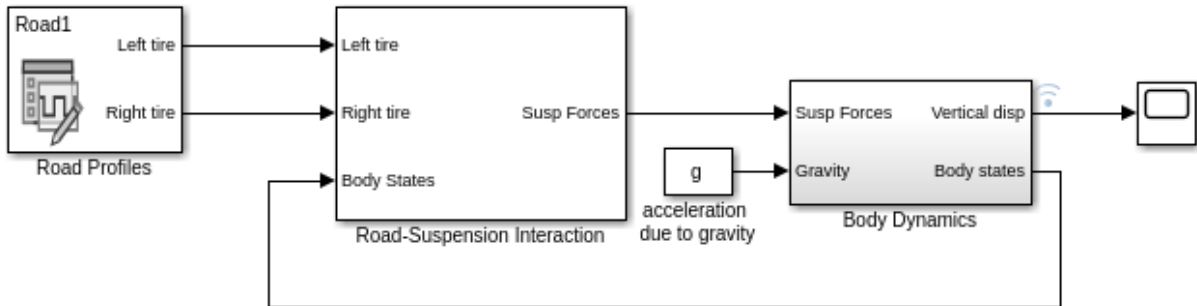 Road1
Left tire
Right tire
Road Profiles
Left tire
Right tire
Susp Forces
Body States
Road-Suspension Interaction
g
acceleration
due to gravity
Susp Forces
Vertical disp
Gravity
Body states
Body Dynamics